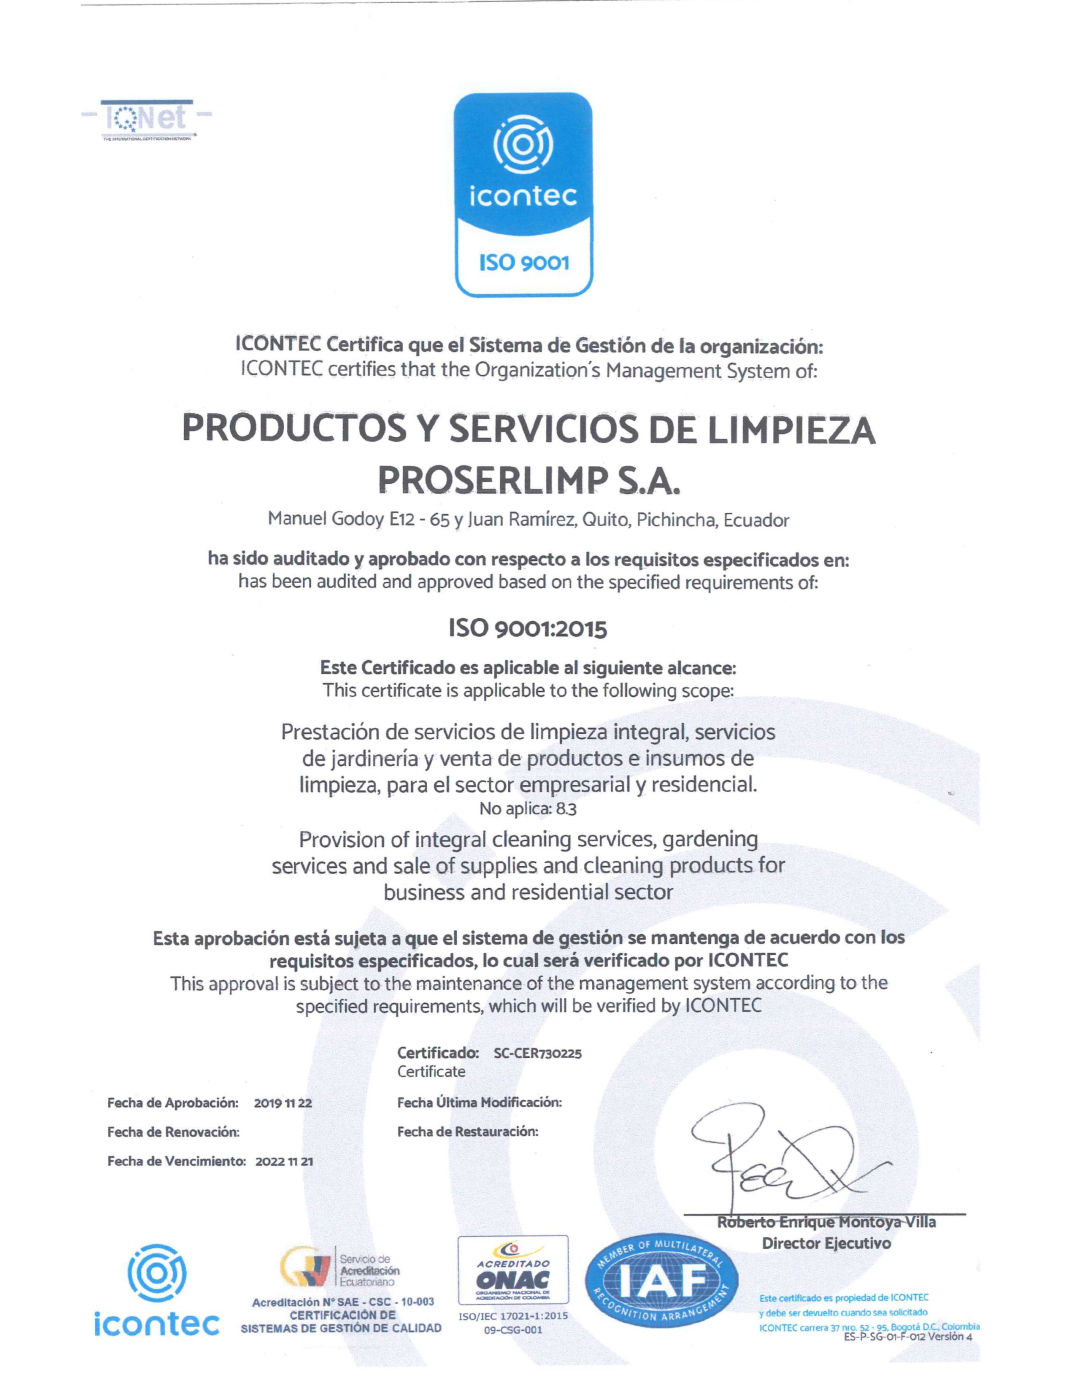 IQNet
THE INTERNATIONAL CERTIFICATION NETWORK
icontec
ISO 9001
ICONTEC Certifica que el Sistema de Gestión de la organización:
ICONTEC certifies that the Organization´s Management System of:
PRODUCTOS Y SERVICIOS DE LIMPIEZA
PROSERLIMP S.A.
Manuel Godoy E12 - 65 y Juan Ramírez, Quito, Pichincha, Ecuador
ha sido auditado y aprobado con respecto a los requisitos especificados en:
has been audited and approved based on the specified requirements of:
ISO 9001:2015
Este Certificado es aplicable al siguiente alcance:
This certificate is applicable to the following scope:
Prestación de servicios de limpieza integral, servicios
de jardinería y venta de productos e insumos de
limpieza, para el sector empresarial y residencial.
No aplica: 8.3
Provision of integral cleaning services, gardening
services and sale of supplies and cleaning products for
business and residential sector
Esta aprobación está sujeta a que el sistema de gestión se mantenga de acuerdo con los
requisitos especificados, lo cual será verificado por ICONTEC
This approval is subject to the maintenance of the management system according to the
specified requirements, which will be verified by ICONTEC
Certificado: SC-CER730225
Certificate
Fecha de Aprobación: 2019 11 22
Fecha Última Modificación:
Fecha de Renovación:
Fecha de Restauración:
Fecha de Vencimiento: 2022 11 21
Roberto Enrique Montoya Villa
Director Ejecutivo
icontec
Servicio de
Acreditación
Ecuatoriano
Acreditación N° SAE - CSC - 10-003
CERTIFICACIÓN DE
SISTEMAS DE GESTIÓN DE CALIDAD
ACREDITADO
ONAC
ORGANISMO NACIONAL DE
ACREDITACIÓN DE COLOMBIA
ISO/IEC 17021-1:2015
09-CSG-001
MEMBER OF MULTILATERAL
IAF
RECOGNITION ARRANGEMENT
Este certificado es propiedad de ICONTEC
y debe ser devuelto cuando sea solicitado
ICONTEC carrera 37 nro. 52 - 95, Bogotá D.C., Colombia
ES-P-SG-01-F-012 Versión 4